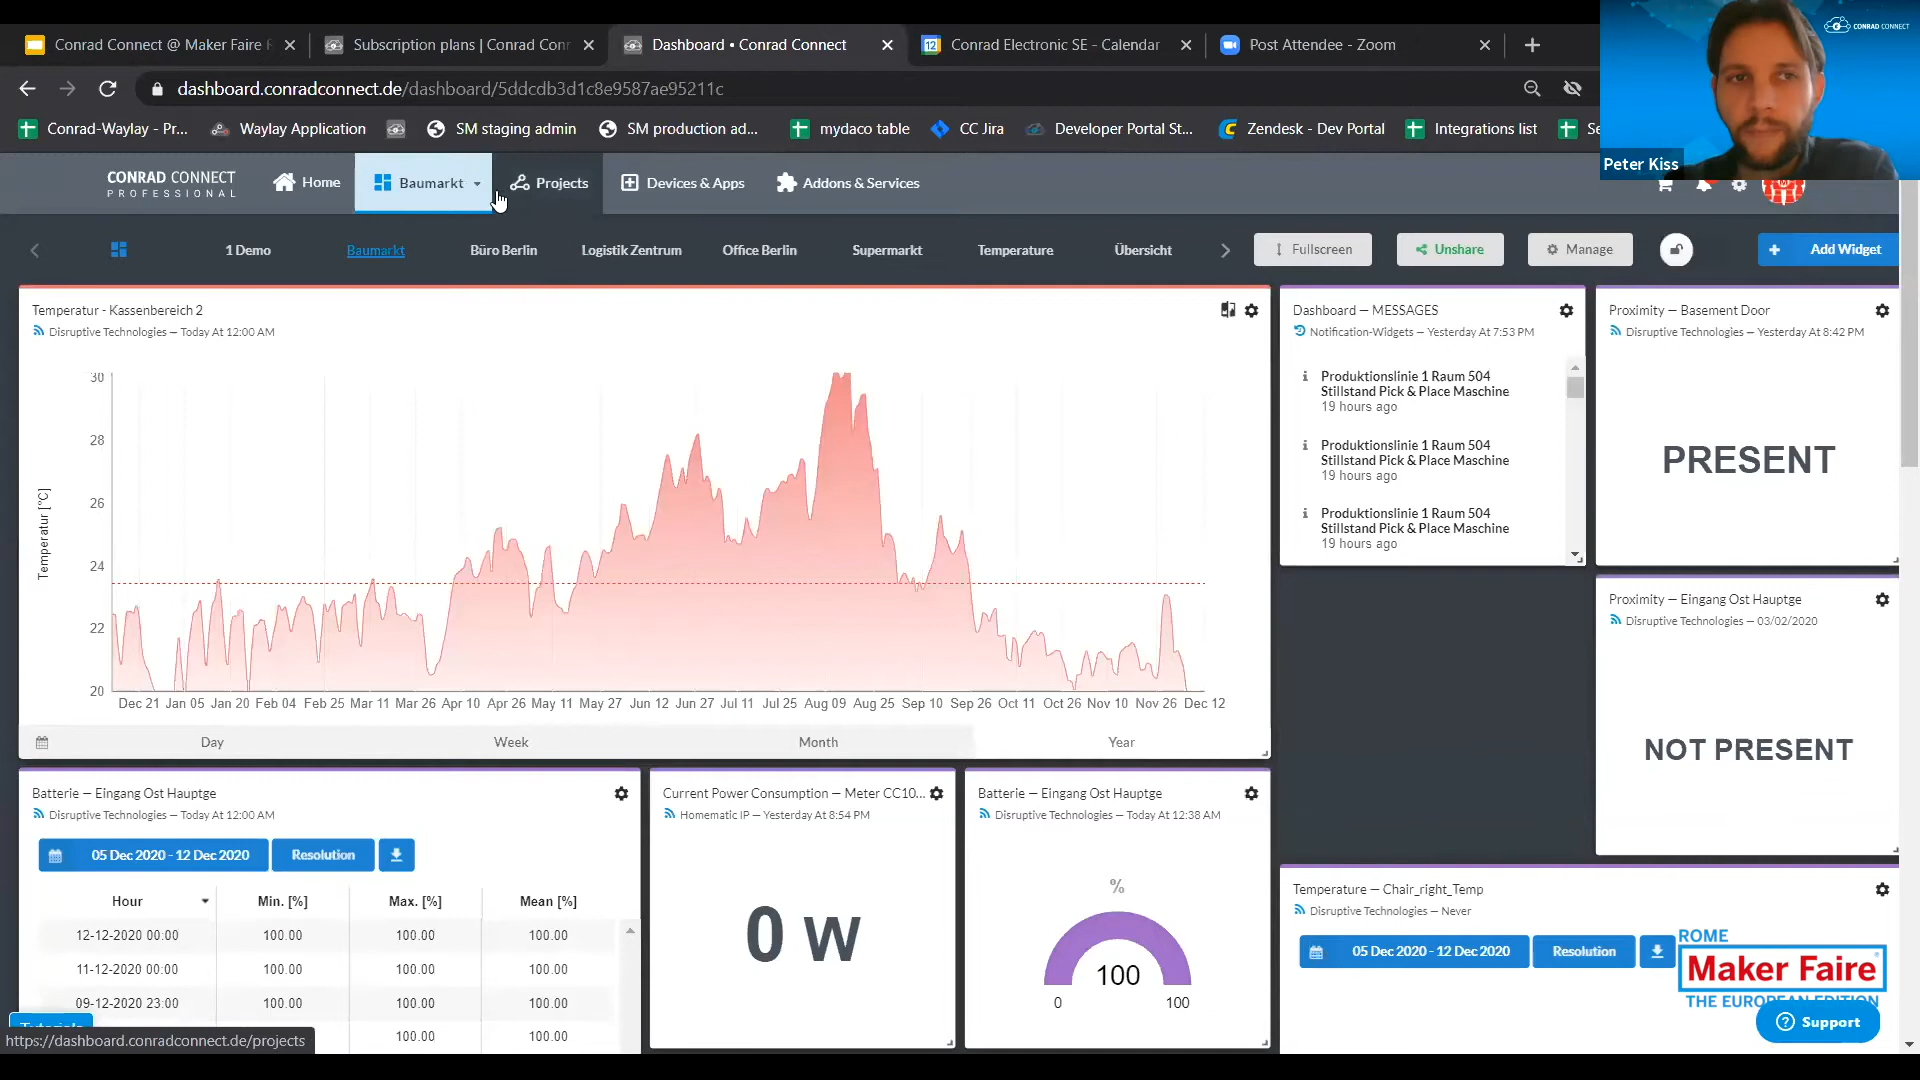 Conrad Connect @ Maker Faire
Subscription plans | Conrad Con
Dashboard • Conrad Connect
Conrad Electronic SE - Calendar
Post Attendee - Zoom
CONRAD CONNECT
dashboard.conradconnect.de/dashboard/5ddcdb3d1c8e9587ae95211c
Conrad-Waylay - Pr...
Waylay Application
SM staging admin
SM production ad...
mydaco table
CC Jira
Developer Portal St...
Zendesk - Dev Portal
Integrations list
Peter Kiss
CONRAD CONNECT
PROFESSIONAL
Home
Baumarkt
Projects
Devices & Apps
Addons & Services
1 Demo
Baumarkt
Büro Berlin
Logistik Zentrum
Office Berlin
Supermarkt
Temperature
Übersicht
Fullscreen
Unshare
Manage
Add Widget
Temperatur - Kassenbereich 2
Disruptive Technologies — Today At 12:00 AM
Temperatur [°C]
30
28
26
24
22
20
Dec 21 Jan 05 Jan 20 Feb 04 Feb 25 Mar 11 Mar 26 Apr 10 Apr 26 May 11 May 27 Jun 12 Jun 27 Jul 11 Jul 25 Aug 09 Aug 25 Sep 10 Sep 26 Oct 11 Oct 26 Nov 10 Nov 26 Dec 12
Day
Week
Month
Year
Dashboard — MESSAGES
Notification-Widgets — Yesterday At 7:53 PM
Produktionslinie 1 Raum 504
Stillstand Pick & Place Maschine
19 hours ago
Produktionslinie 1 Raum 504
Stillstand Pick & Place Maschine
19 hours ago
Produktionslinie 1 Raum 504
Stillstand Pick & Place Maschine
19 hours ago
Proximity — Basement Door
Disruptive Technologies — Yesterday At 8:42 PM
PRESENT
Proximity — Eingang Ost Hauptge
Disruptive Technologies — 03/02/2020
NOT PRESENT
Batterie — Eingang Ost Hauptge
Disruptive Technologies — Today At 12:00 AM
05 Dec 2020 - 12 Dec 2020
Resolution
Hour Min. [%] Max. [%] Mean [%]
12-12-2020 00:00 100.00 100.00 100.00
11-12-2020 00:00 100.00 100.00 100.00
09-12-2020 23:00 100.00 100.00 100.00
100.00 100.00
Current Power Consumption — Meter CC10...
Homematic IP — Yesterday At 8:54 PM
0 W
Batterie — Eingang Ost Hauptge
Disruptive Technologies — Today At 12:38 AM
%
100
0
100
Temperature — Chair_right_Temp
Disruptive Technologies — Never
05 Dec 2020 - 12 Dec 2020
Resolution
ROME
Maker Faire
THE EUROPEAN EDITION
Support
Tutorials
https://dashboard.conradconnect.de/projects